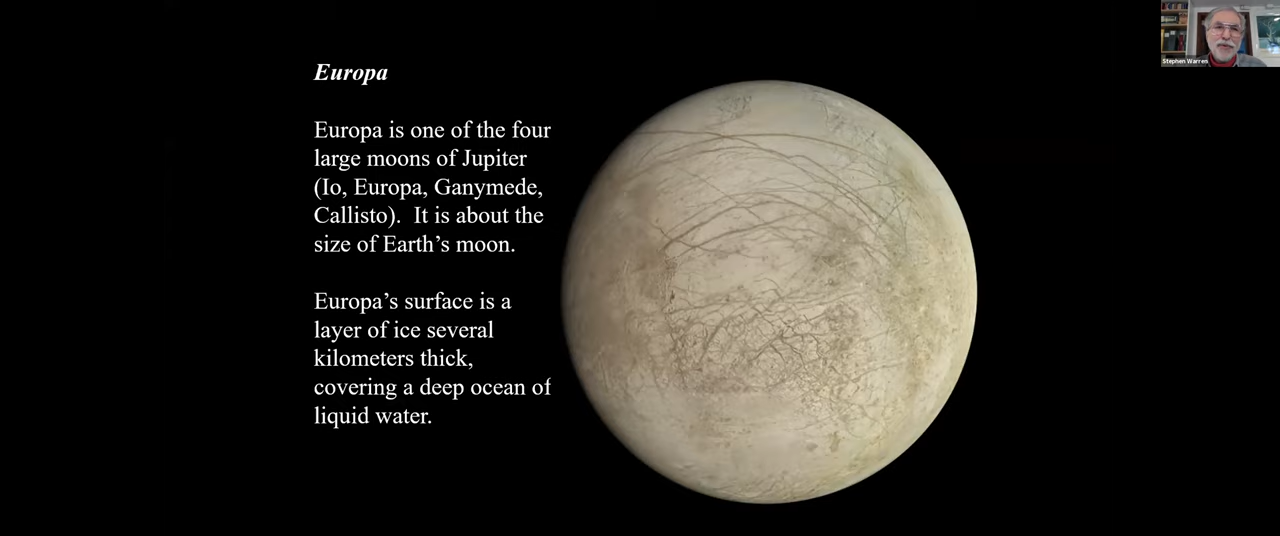 Europa
Europa is one of the four
large moons of Jupiter
(Io, Europa, Ganymede,
Callisto).  It is about the
size of Earth’s moon.
Europa’s surface is a
layer of ice several
kilometers thick,
covering a deep ocean of
liquid water.
Stephen Warren